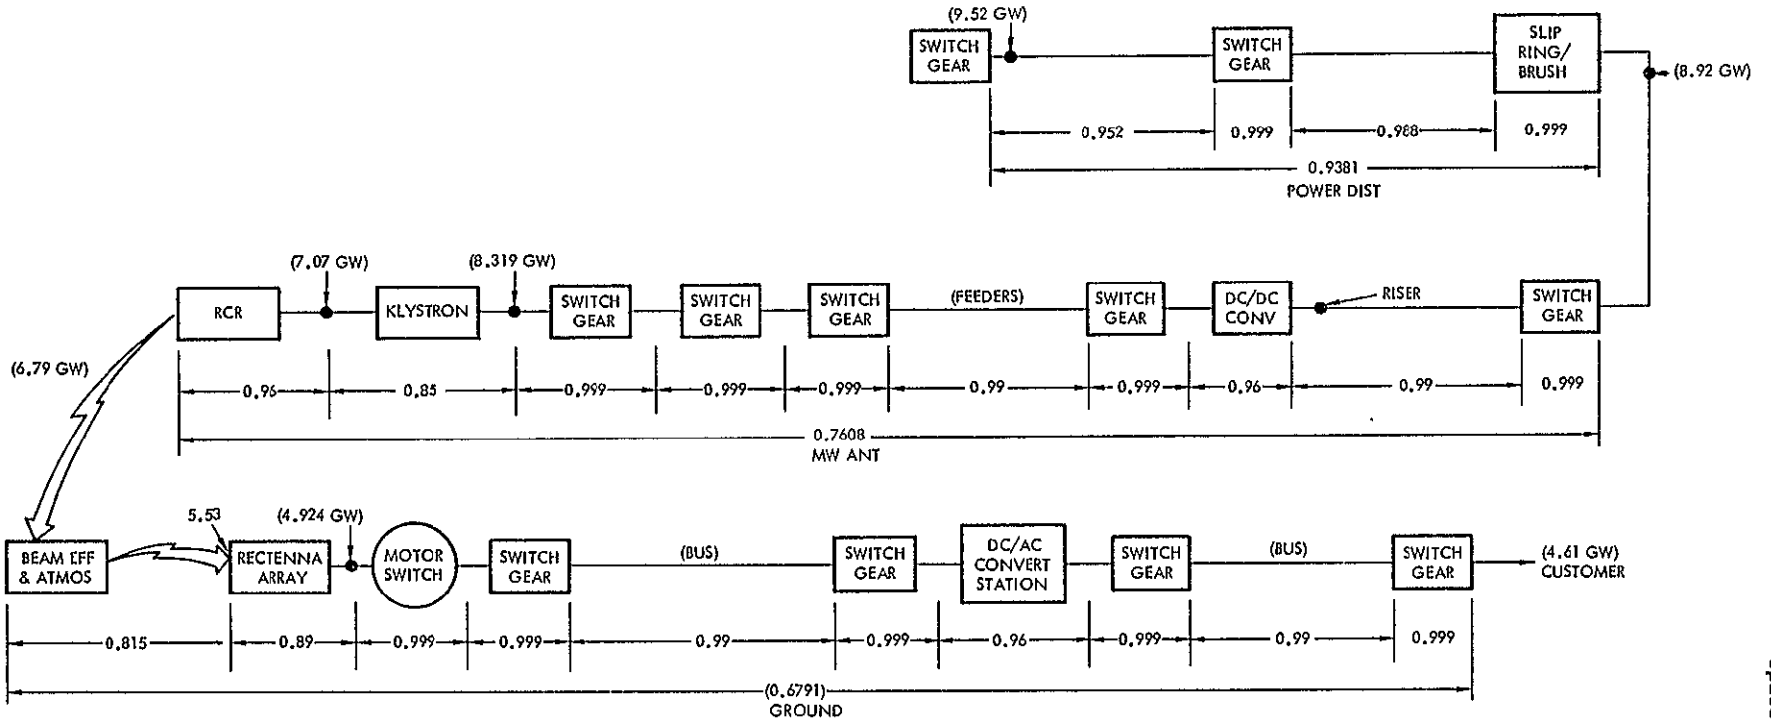 (9.52 GW)
SWITCH
GEAR
SWITCH
GEAR
SLIP
RING/
BRUSH
(8.92 GW)
0.952
0.999
0.988
0.999
0.9381
POWER DIST
(7.07 GW)
(8.319 GW)
RCR
KLYSTRON
SWITCH
GEAR
SWITCH
GEAR
SWITCH
GEAR
(FEEDERS)
SWITCH
GEAR
DC/DC
CONV
RISER
SWITCH
GEAR
(6.79 GW)
0.96
0.85
0.999
0.999
0.999
0.99
0.999
0.96
0.99
0.999
0.7608
MW ANT
5.53
(4.924 GW)
BEAM EFF
& ATMOS
RECTENNA
ARRAY
MOTOR
SWITCH
SWITCH
GEAR
(BUS)
SWITCH
GEAR
DC/AC
CONVERT
STATION
SWITCH
GEAR
(BUS)
SWITCH
GEAR
(4.61 GW)
CUSTOMER
0.815
0.89
0.999
0.999
0.99
0.999
0.96
0.999
0.99
0.999
(0.6791)
GROUND